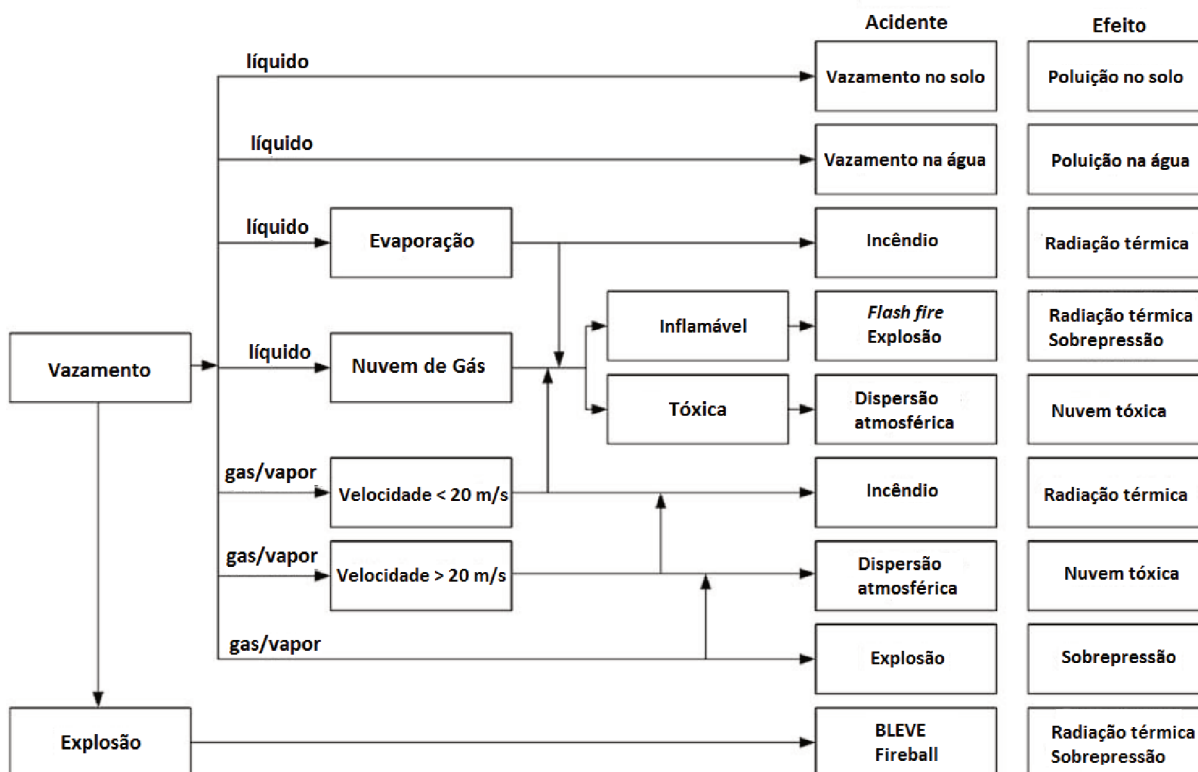 Acidente Efeito
líquido
Vazamento no solo Poluição no solo
líquido
Vazamento na água Poluição na água
líquido Evaporação Incêndio Radiação térmica
Inflamável
Flash fire
Explosão
Radiação térmica
Sobrepressão
Vazamento
líquido Nuvem de Gás
Tóxica
Dispersão
atmosférica
Nuvem tóxica
gas/vapor
Velocidade < 20 m/s Incêndio Radiação térmica
gas/vapor
Velocidade > 20 m/s
Dispersão
atmosférica
Nuvem tóxica
gas/vapor
Explosão Sobrepressão
Explosão
BLEVE
Fireball
Radiação térmica
Sobrepressão